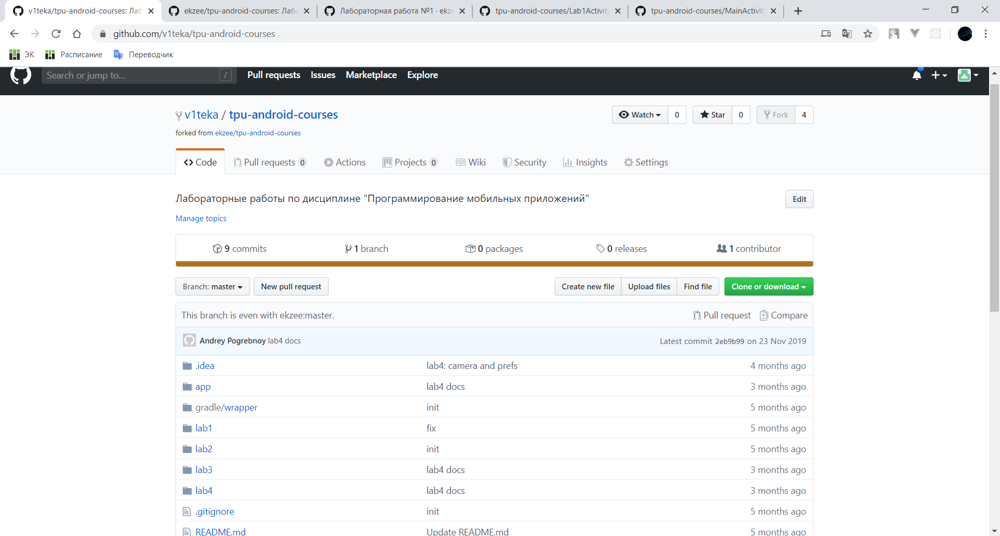 v1teka/tpu-android-courses: Лаб
ekzee/tpu-android-courses: Лабо
Лабораторная работа №1 · ekze
tpu-android-courses/Lab1Activity
tpu-android-courses/MainActivity
github.com/v1teka/tpu-android-courses
ЭК
Расписание
Переводчик
Search or jump to...
/
Pull requests
Issues
Marketplace
Explore
v1teka / tpu-android-courses
Watch
0
Star
0
Fork
4
forked from ekzee/tpu-android-courses
Code
Pull requests 0
Actions
Projects 0
Wiki
Security
Insights
Settings
Лабораторные работы по дисциплине "Программирование мобильных приложений"
Edit
Manage topics
9 commits
1 branch
0 packages
0 releases
1 contributor
Branch: master
New pull request
Create new file
Upload files
Find file
Clone or download
This branch is even with ekzee:master.
Pull request
Compare
Andrey Pogrebnoy lab4 docs
Latest commit 2eb9b99 on 23 Nov 2019
.idea
lab4: camera and prefs
4 months ago
app
lab4 docs
3 months ago
gradle/wrapper
init
5 months ago
lab1
fix
5 months ago
lab2
init
5 months ago
lab3
lab4 docs
3 months ago
lab4
lab4 docs
3 months ago
.gitignore
init
5 months ago
README.md
Update README.md
5 months ago